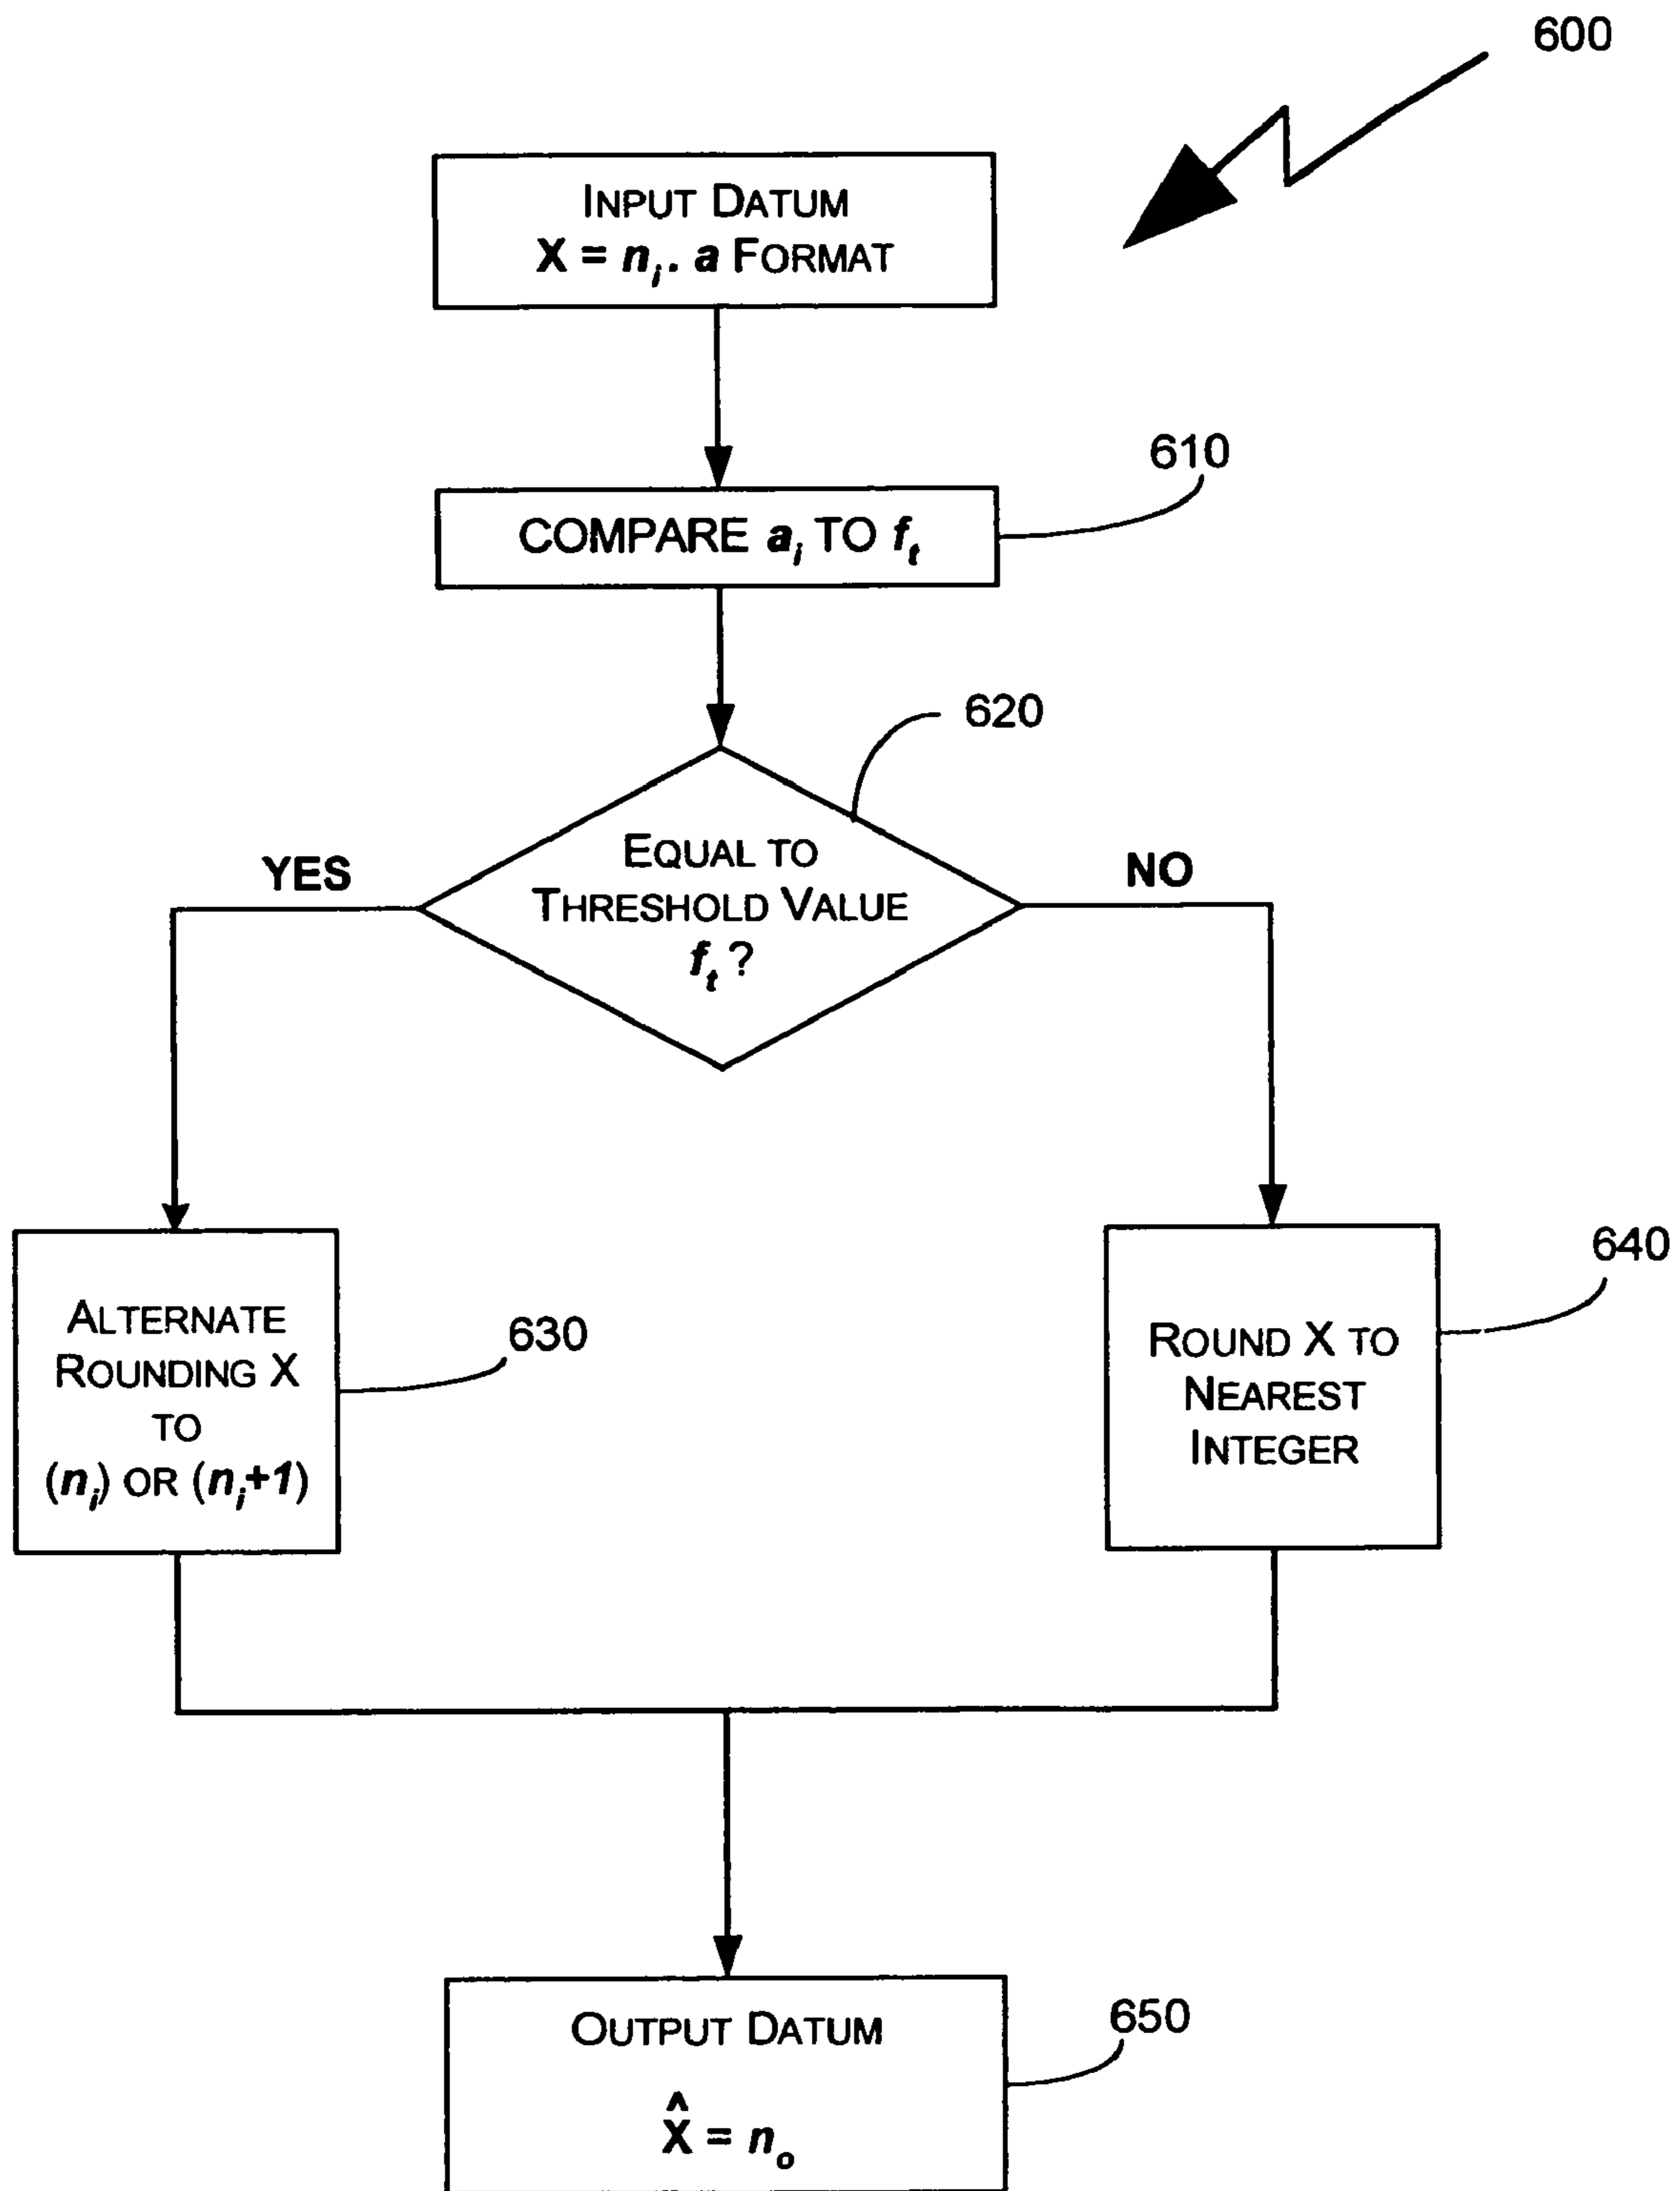 600
INPUT DATUM
X = nᵢ. a FORMAT
610
COMPARE aᵢ TO fₜ
620
EQUAL TO
THRESHOLD VALUE
fₜ ?
YES
NO
ALTERNATE
ROUNDING X
TO
(nᵢ) OR (nᵢ+1)
630
ROUND X TO
NEAREST
INTEGER
640
OUTPUT DATUM
X̂ = nₒ
650